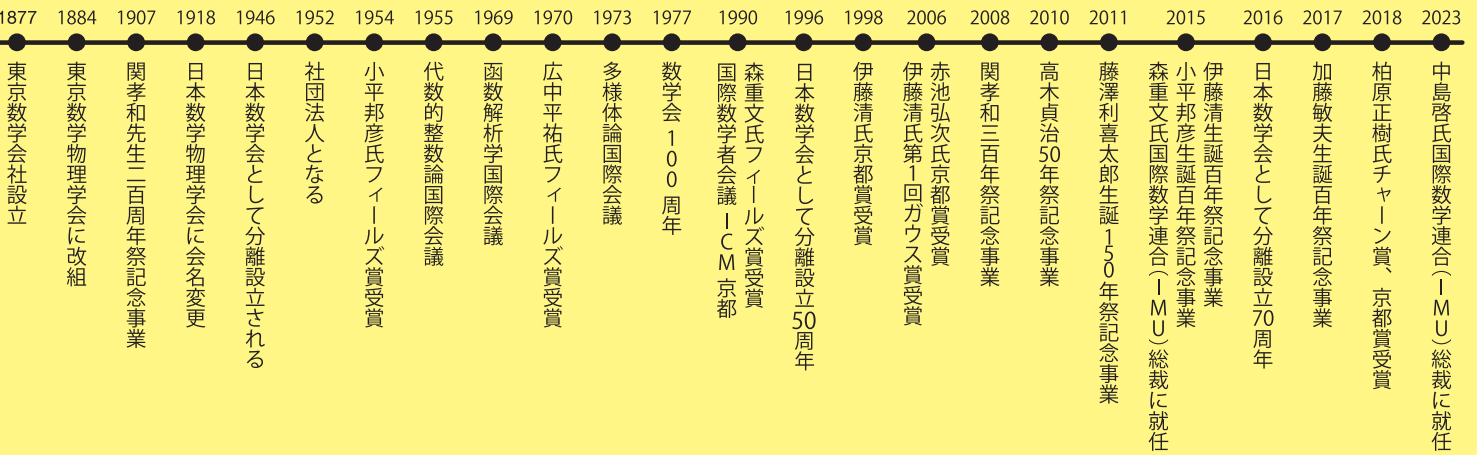 1877
東京数学会社設立
1884
東京数学物理学会に改組
1907
関孝和先生二百周年祭記念事業
1918
日本数学物理学会に会名変更
1946
日本数学会として分離設立される
1952
社団法人となる
1954
小平邦彦氏フィールズ賞受賞
1955
代数的整数論国際会議
1969
函数解析学国際会議
1970
広中平祐氏フィールズ賞受賞
1973
多様体論国際会議
1977
数学会100周年
1990
森重文氏フィールズ賞受賞
国際数学者会議ICM京都
1996
日本数学会として分離設立50周年
1998
伊藤清氏京都賞受賞
2006
赤池弘次氏京都賞受賞
伊藤清氏第1回ガウス賞受賞
2008
関孝和三百年祭記念事業
2010
高木貞治50年祭記念事業
2011
藤澤利喜太郎生誕150年祭記念事業
2015
伊藤清生誕百年祭記念事業
小平邦彦生誕百年祭記念事業
森重文氏国際数学連合(IMU)総裁に就任
2016
日本数学会として分離設立70周年
2017
加藤敏夫生誕百年祭記念事業
2018
柏原正樹氏チャーン賞、京都賞受賞
2023
中島啓氏国際数学連合(IMU)総裁に就任